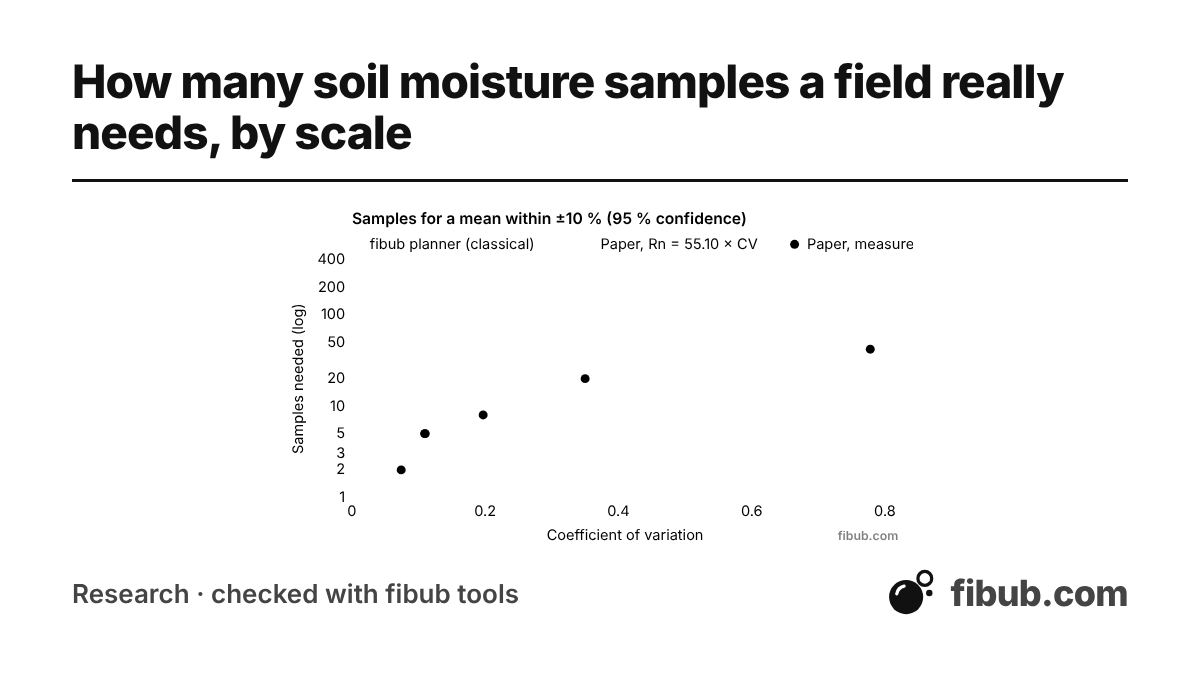 How many soil moisture samples a field really
needs, by scale
Samples for a mean within ±10 % (95 % confidence)
fibub planner (classical)
Paper, Rn = 55.10 × CV
Paper, measure
400
200
100
50
20
10
5
3
2
1
Samples needed (log)
0
0.2
0.4
0.6
0.8
Coefficient of variation
fibub.com
Research · checked with fibub tools
fibub.com